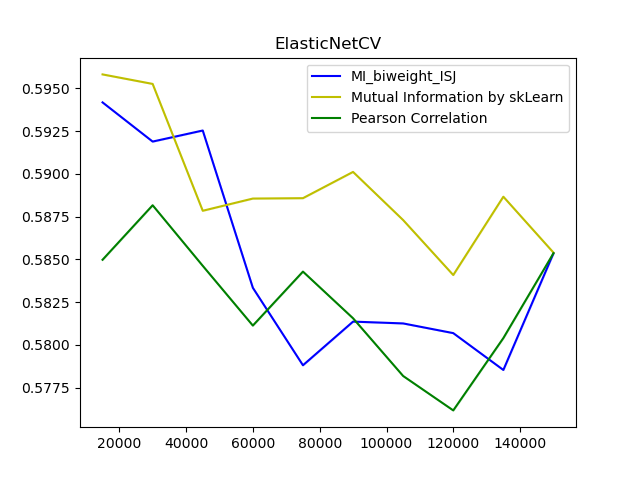 ElasticNetCV
MI_biweight_ISJ
Mutual Information by skLearn
Pearson Correlation
0.5950
0.5925
0.5900
0.5875
0.5850
0.5825
0.5800
0.5775
20000 40000 60000 80000 100000 120000 140000